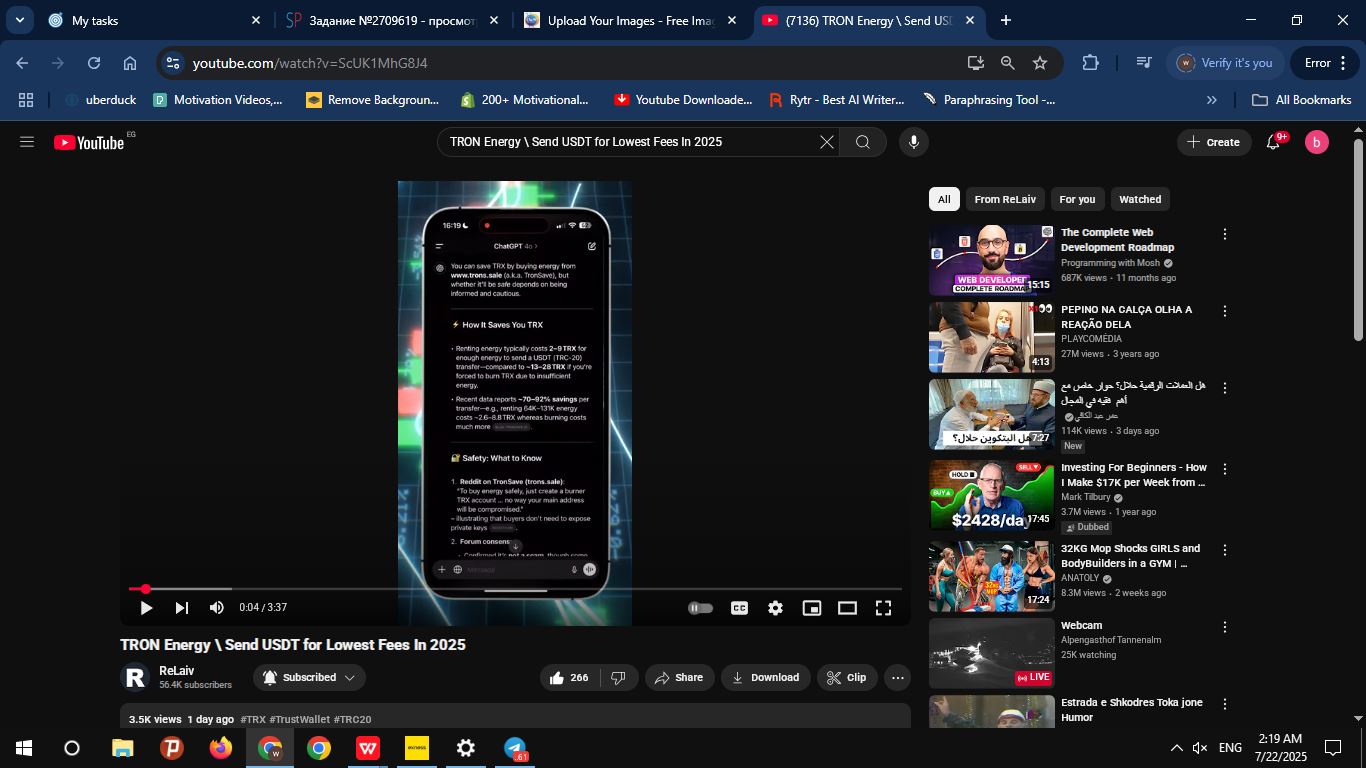 My tasks
Задание №2709619 - просмот
Upload Your Images - Free Imag
(7136) TRON Energy \ Send USD
youtube.com/watch?v=ScUK1MhG8J4
Verify it's you
Error
uberduck
Motivation Videos,...
Remove Backgroun...
200+ Motivational...
Youtube Downloade...
Rytr - Best AI Writer...
Paraphrasing Tool -...
All Bookmarks
YouTube EG
TRON Energy \ Send USDT for Lowest Fees In 2025
Create
9+
b
16:19
ChatGPT 4o >
You can save TRX by buying energy from
www.trons.sale (a.k.a. TronSave), but
whether it'll be safe depends on being
informed and cautious.
How It Saves You TRX
• Renting energy typically costs 2–9 TRX for
enough energy to send a USDT (TRC-20)
transfer—compared to ~13–28 TRX if you're
forced to burn TRX due to insufficient
energy.
• Recent data reports ~70–92% savings per
transfer—e.g., renting 64K–131K energy
costs ~2.6–8.8 TRX whereas burning costs
much more
Safety: What to Know
1. Reddit on TronSave (trons.sale):
"To buy energy safely, just create a burner
TRX account ... no way your main address
will be compromised."
– illustrating that buyers don't need to expose
private keys
2. Forum consens
Confirmed it's not a scam, though some
Message
0:04 / 3:37
CC
TRON Energy \ Send USDT for Lowest Fees In 2025
R
ReLaiv
56.4K subscribers
Subscribed
266
Share
Download
Clip
3.5K views 1 day ago #TRX #TrustWallet #TRC20
All
From ReLaiv
For you
Watched
WEB DEVELOPER
COMPLETE ROADMAP
15:15
The Complete Web
Development Roadmap
Programming with Mosh
687K views • 11 months ago
4:13
PEPINO NA CALÇA OLHA A
REAÇÃO DELA
PLAYCOMÉDIA
27M views • 3 years ago
هل البتكوين حلال؟
7:27
هل العملات الرقمية حلال؟ حوار خاص مع
أهم فقيه في المجال
114K views • 3 days ago
New
HOLD
SELL
BUY
$2428/day
17:45
Investing For Beginners - How
I Make $17K per Week from ...
Mark Tilbury
3.7M views • 1 year ago
Dubbed
32KG
17:24
32KG Mop Shocks GIRLS and
BodyBuilders in a GYM | ...
ANATOLY
8.3M views • 2 weeks ago
LIVE
Webcam
Alpengasthof Tannenalm
25K watching
Estrada e Shkodres Toka jone
Humor
exness
61
ENG
2:19 AM
7/22/2025